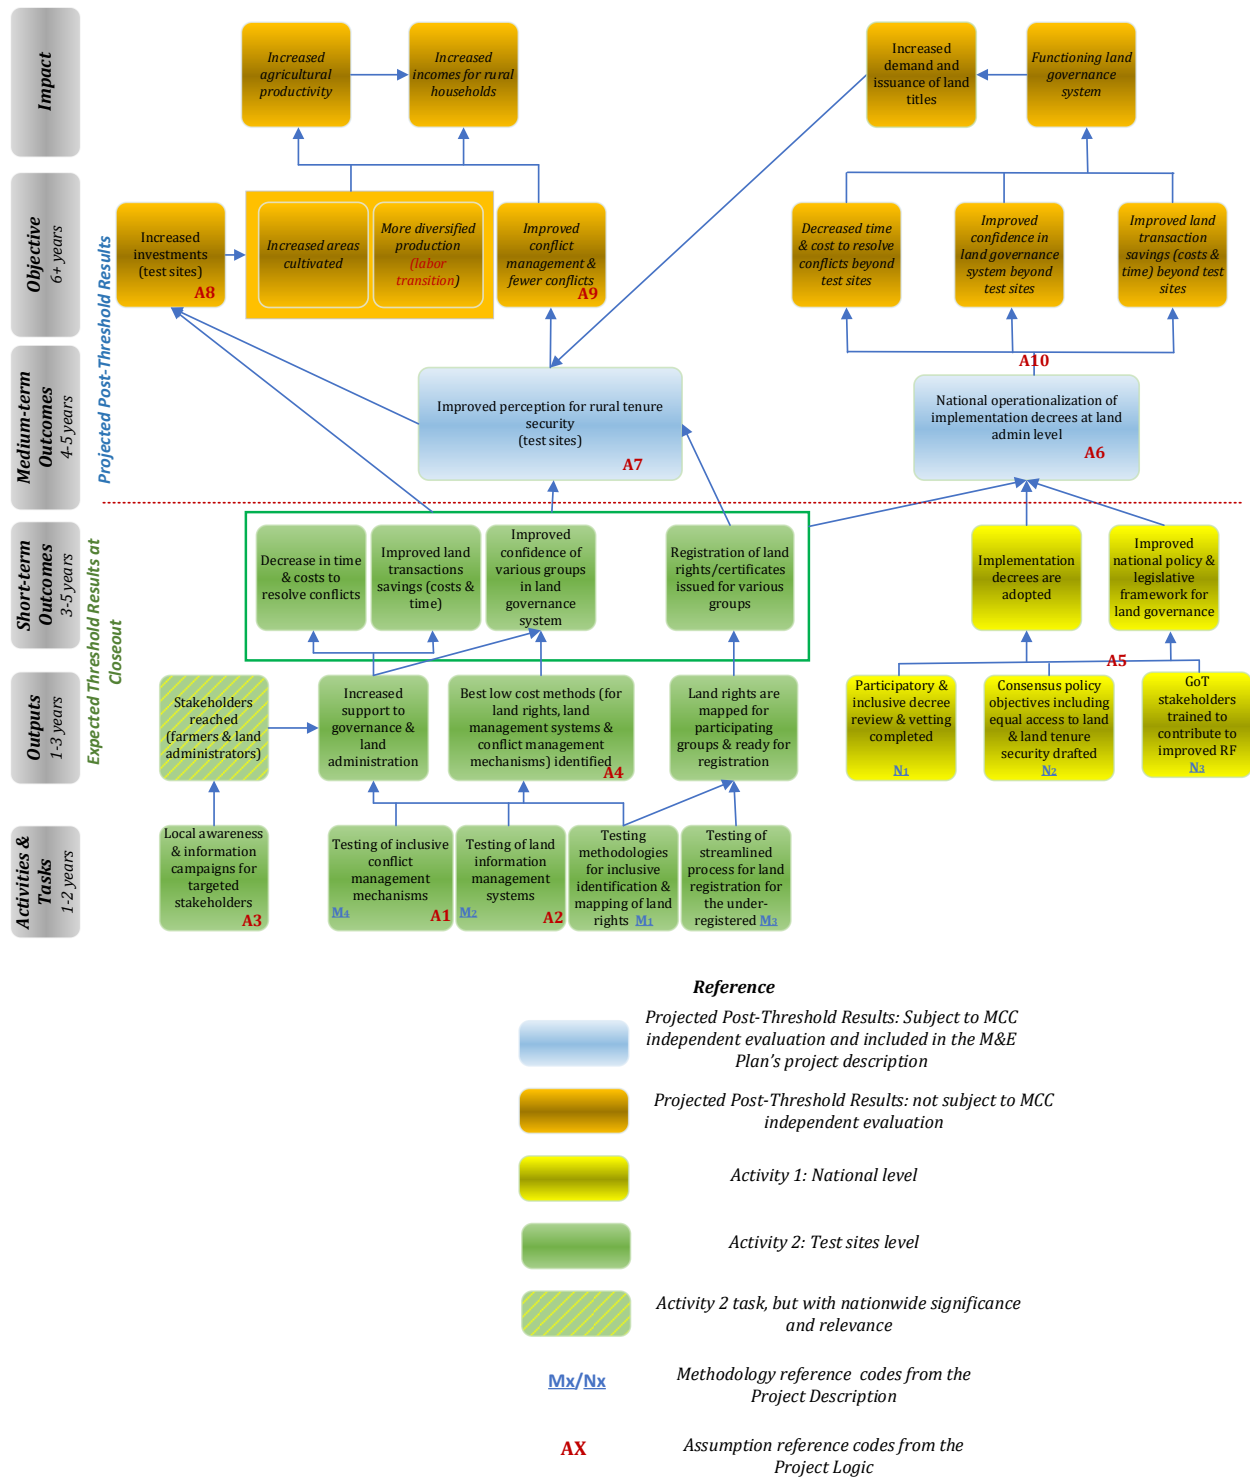 Impact
Increased
agricultural
productivity
Increased
incomes for rural
households
Increased
demand and
issuance of land
titles
Functioning land
governance
system
Objective
6+ years
Projected Post-Threshold Results
Increased
investments
(test sites)
A8
Increased areas
cultivated
More diversified
production
(labor
transition)
Improved
conflict
management &
fewer conflicts
A9
Decreased time
& cost to resolve
conflicts beyond
test sites
Improved
confidence in
land governance
system beyond
test sites
Improved land
transaction
savings (costs &
time) beyond test
sites
A10
Medium-term
Outcomes
4-5 years
Improved perception for rural tenure
security
(test sites)
A7
National operationalization of
implementation decrees at land
admin level
A6
Short-term
Outcomes
3-5 years
Expected Threshold Results at
Closeout
Decrease in time
& costs to
resolve conflicts
Improved land
transactions
savings (costs &
time)
Improved
confidence of
various groups in
land governance
system
Registration of land
rights/certificates
issued for various
groups
Implementation
decrees are
adopted
Improved
national policy &
legislative
framework for
land governance
A5
Outputs
1-3 years
Stakeholders
reached
(farmers & land
administrators)
Increased
support to
governance &
land
administration
Best low cost methods (for
land rights, land
management systems &
conflict management
mechanisms) identified
A4
Land rights are
mapped for
participating
groups & ready for
registration
Participatory &
inclusive decree
review & vetting
completed
N1
Consensus policy
objectives including
equal access to land
& land tenure
security drafted
N2
GoT
stakeholders
trained to
contribute to
improved RF
N3
Activities &
Tasks
1-2 years
Local awareness
& information
campaigns for
targeted
stakeholders
A3
Testing of inclusive
conflict
management
mechanisms
M4
A1
Testing of land
information
management
systems
M2
A2
Testing
methodologies
for inclusive
identification &
mapping of land
rights M1
Testing of
streamlined
process for land
registration for
the under-
registered M3
Reference
Projected Post-Threshold Results: Subject to MCC
independent evaluation and included in the M&E
Plan's project description
Projected Post-Threshold Results: not subject to MCC
independent evaluation
Activity 1: National level
Activity 2: Test sites level
Activity 2 task, but with nationwide significance
and relevance
Mx/Nx
Methodology reference codes from the
Project Description
AX
Assumption reference codes from the
Project Logic